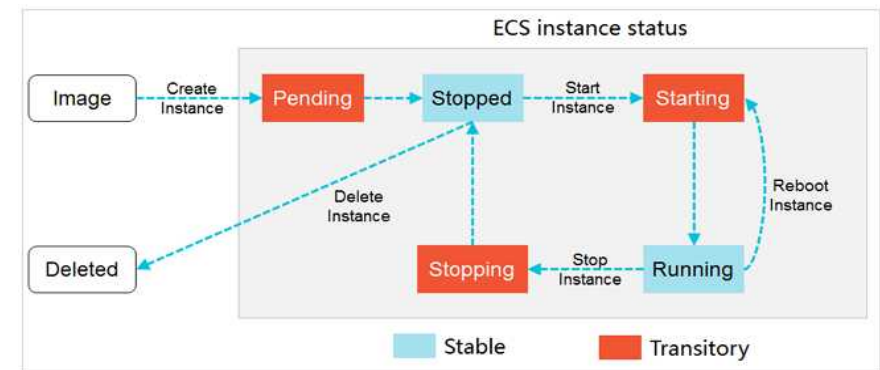 ECS instance status
Image
Create
Instance
Pending
Stopped
Start
Instance
Starting
Delete
Instance
Reboot
Instance
Deleted
Stopping
Stop
Instance
Running
Stable
Transitory